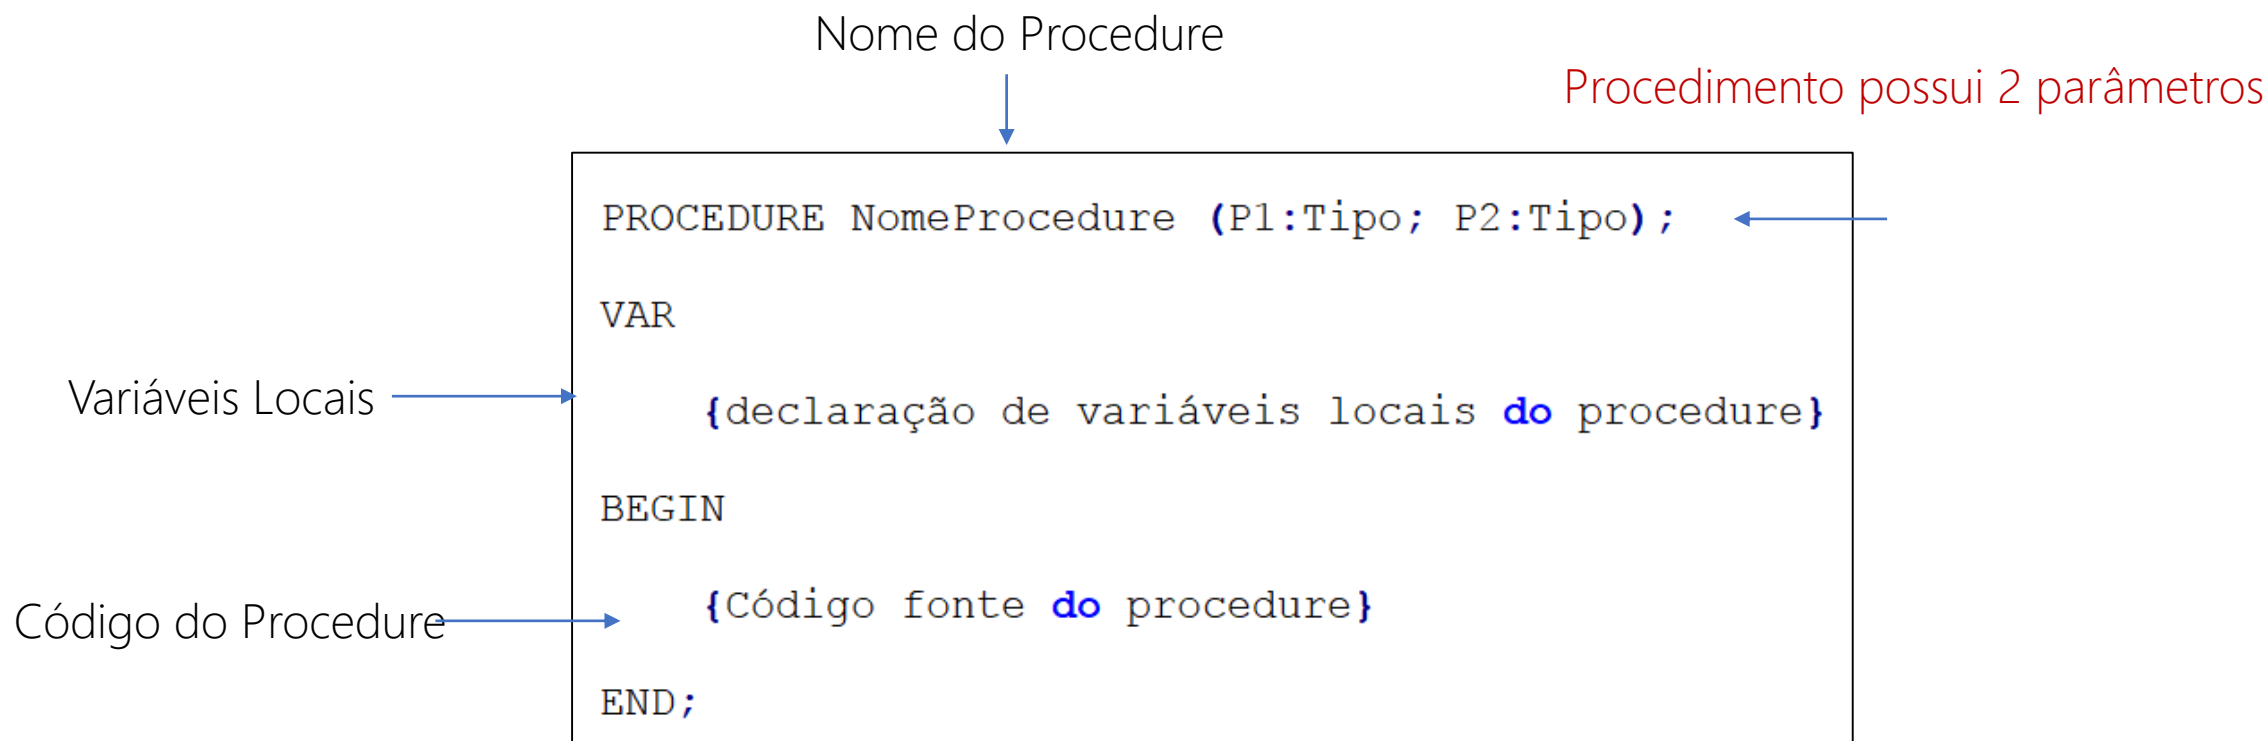 Nome do Procedure
Procedimento possui 2 parâmetros
PROCEDURE NomeProcedure (P1:Tipo; P2:Tipo);
VAR
Variáveis Locais
{declaração de variáveis locais do procedure}
BEGIN
Código do Procedure
{Código fonte do procedure}
END;